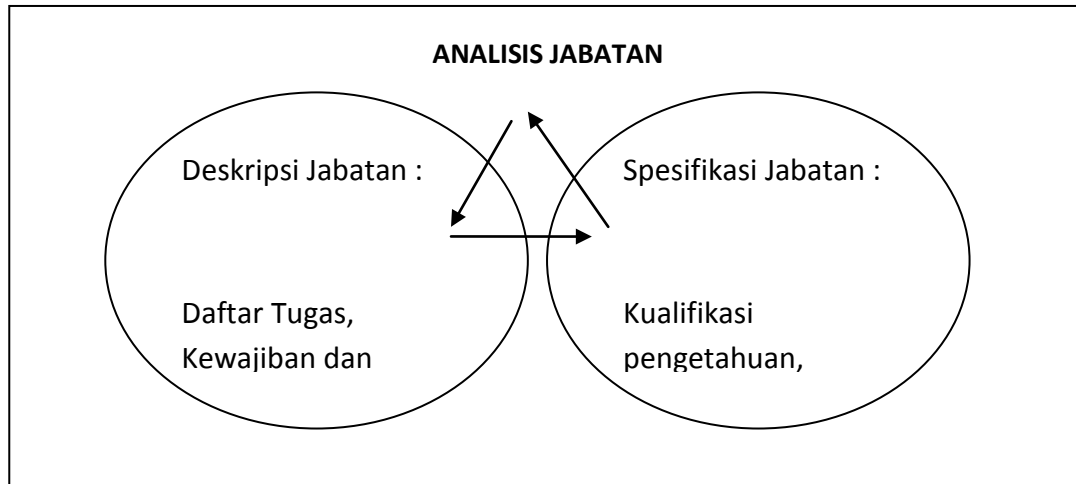 ANALISIS JABATAN
Deskripsi Jabatan :
Daftar Tugas,
Kewajiban dan
Spesifikasi Jabatan :
Kualifikasi
pengetahuan,